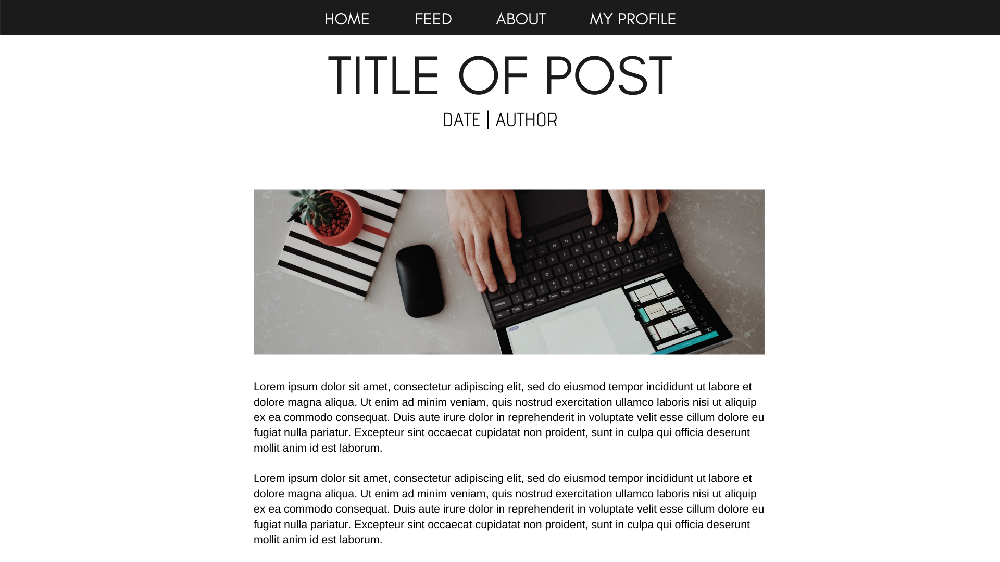 HOME FEED ABOUT MY PROFILE
TITLE OF POST
DATE | AUTHOR
Lorem ipsum dolor sit amet, consectetur adipiscing elit, sed do eiusmod tempor incididunt ut labore et
dolore magna aliqua. Ut enim ad minim veniam, quis nostrud exercitation ullamco laboris nisi ut aliquip
ex ea commodo consequat. Duis aute irure dolor in reprehenderit in voluptate velit esse cillum dolore eu
fugiat nulla pariatur. Excepteur sint occaecat cupidatat non proident, sunt in culpa qui officia deserunt
mollit anim id est laborum.
Lorem ipsum dolor sit amet, consectetur adipiscing elit, sed do eiusmod tempor incididunt ut labore et
dolore magna aliqua. Ut enim ad minim veniam, quis nostrud exercitation ullamco laboris nisi ut aliquip
ex ea commodo consequat. Duis aute irure dolor in reprehenderit in voluptate velit esse cillum dolore eu
fugiat nulla pariatur. Excepteur sint occaecat cupidatat non proident, sunt in culpa qui officia deserunt
mollit anim id est laborum.